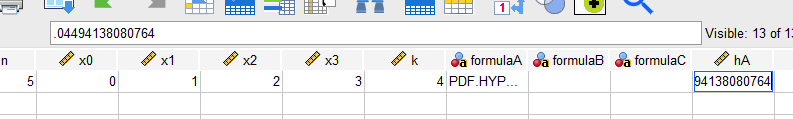 1
.04494138080764 Visible: 13 of 13
n x0 x1 x2 x3 k formulaA formulaB formulaC hA
5 0 1 2 3 4 PDF.HYP... 94138080764